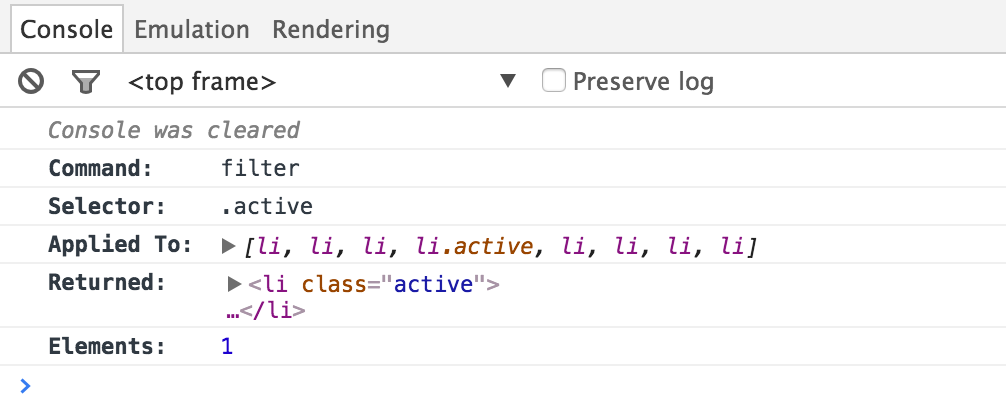 Console Emulation Rendering
<top frame> ▼ Preserve log
Console was cleared
Command: filter
Selector: .active
Applied To: ▶ [li, li, li, li.active, li, li, li, li]
Returned: ▶ <li class="active">
…</li>
Elements: 1
>